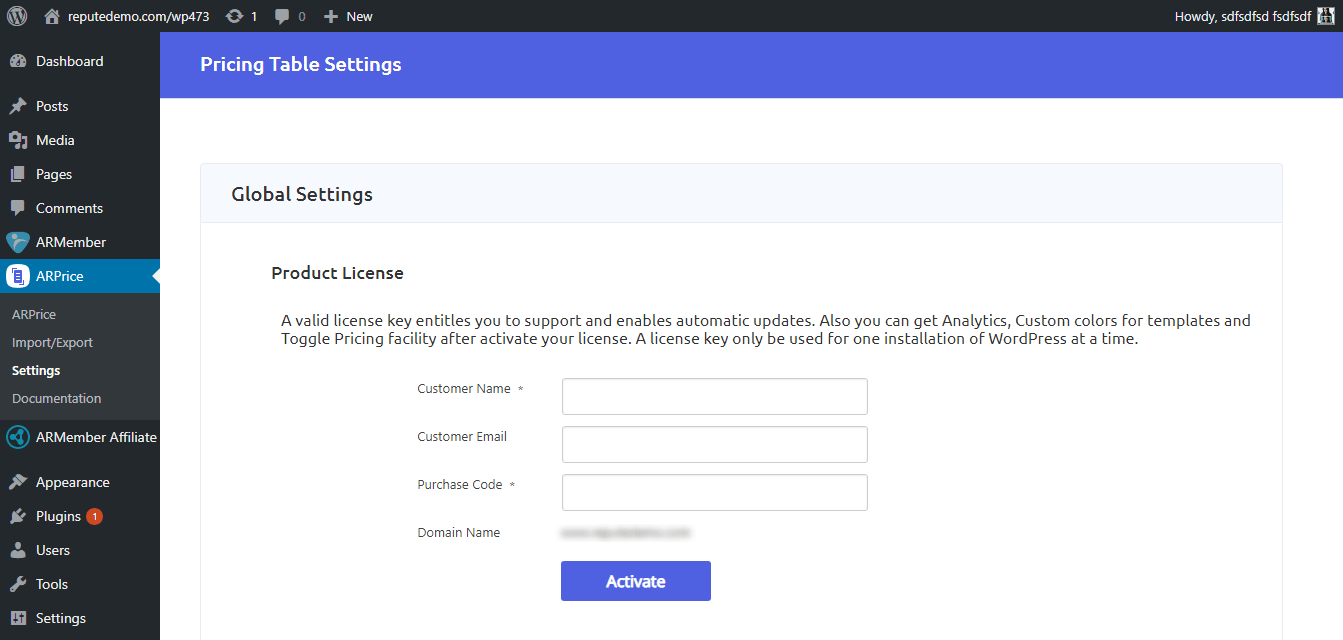 reputedemo.com/wp473 1 0 New Howdy, sdfsdfsd fsdfsdf
Dashboard
Posts
Media
Pages
Comments
ARMember
ARPrice
ARPrice
Import/Export
Settings
Documentation
ARMember Affiliate
Appearance
Plugins 1
Users
Tools
Settings
Pricing Table Settings
Global Settings
Product License
A valid license key entitles you to support and enables automatic updates. Also you can get Analytics, Custom colors for templates and
Toggle Pricing facility after activate your license. A license key only be used for one installation of WordPress at a time.
Customer Name *
Customer Email
Purchase Code *
Domain Name
Activate